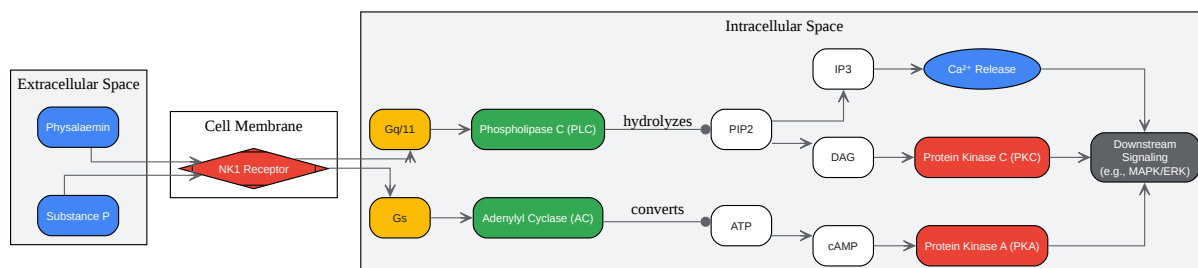 Intracellular Space
Extracellular Space
Physalaemin
Substance P
Cell Membrane
NK1 Receptor
Gq/11
Phospholipase C (PLC)
hydrolyzes
PIP2
IP3
Ca²⁺ Release
DAG
Protein Kinase C (PKC)
Downstream
Signaling
(e.g., MAPK/ERK)
Gs
Adenylyl Cyclase (AC)
converts
ATP
cAMP
Protein Kinase A (PKA)